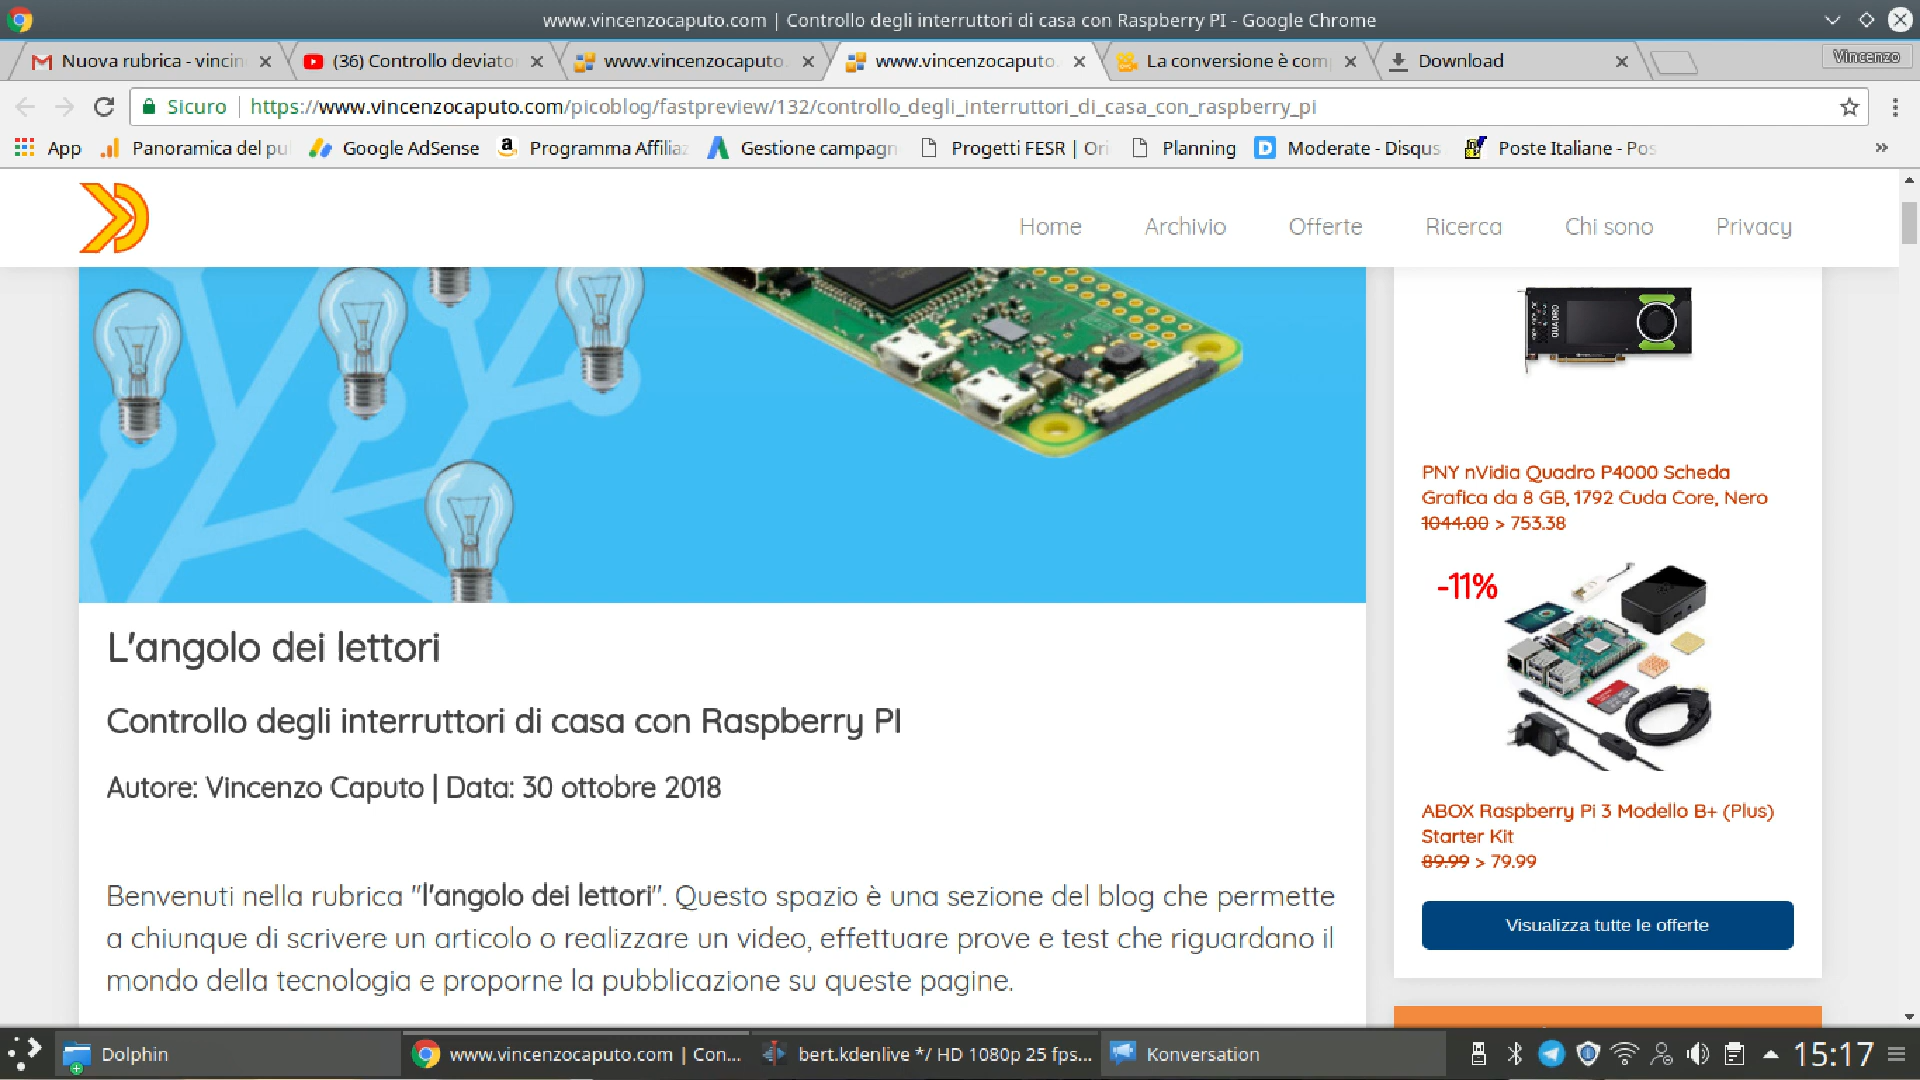 www.vincenzocaputo.com | Controllo degli interruttori di casa con Raspberry PI - Google Chrome
Nuova rubrica - vincin
(36) Controllo deviato
www.vincenzocaputo.
www.vincenzocaputo.
La conversione è com
Download
Vincenzo
Sicuro
https://www.vincenzocaputo.com/picoblog/fastpreview/132/controllo_degli_interruttori_di_casa_con_raspberry_pi
App
Panoramica del pu
Google AdSense
Programma Affiliaz
Gestione campagn
Progetti FESR | Ori
Planning
Moderate - Disqus
Poste Italiane - Pos
Home
Archivio
Offerte
Ricerca
Chi sono
Privacy
PNY nVidia Quadro P4000 Scheda
Grafica da 8 GB, 1792 Cuda Core, Nero
1044.00 > 753.38
-11%
ABOX Raspberry Pi 3 Modello B+ (Plus)
Starter Kit
89.99 > 79.99
Visualizza tutte le offerte
L'angolo dei lettori
Controllo degli interruttori di casa con Raspberry PI
Autore: Vincenzo Caputo | Data: 30 ottobre 2018
Benvenuti nella rubrica "l'angolo dei lettori". Questo spazio è una sezione del blog che permette
a chiunque di scrivere un articolo o realizzare un video, effettuare prove e test che riguardano il
mondo della tecnologia e proporne la pubblicazione su queste pagine.
Dolphin
www.vincenzocaputo.com | Con...
bert.kdenlive */ HD 1080p 25 fps...
Konversation
15:17